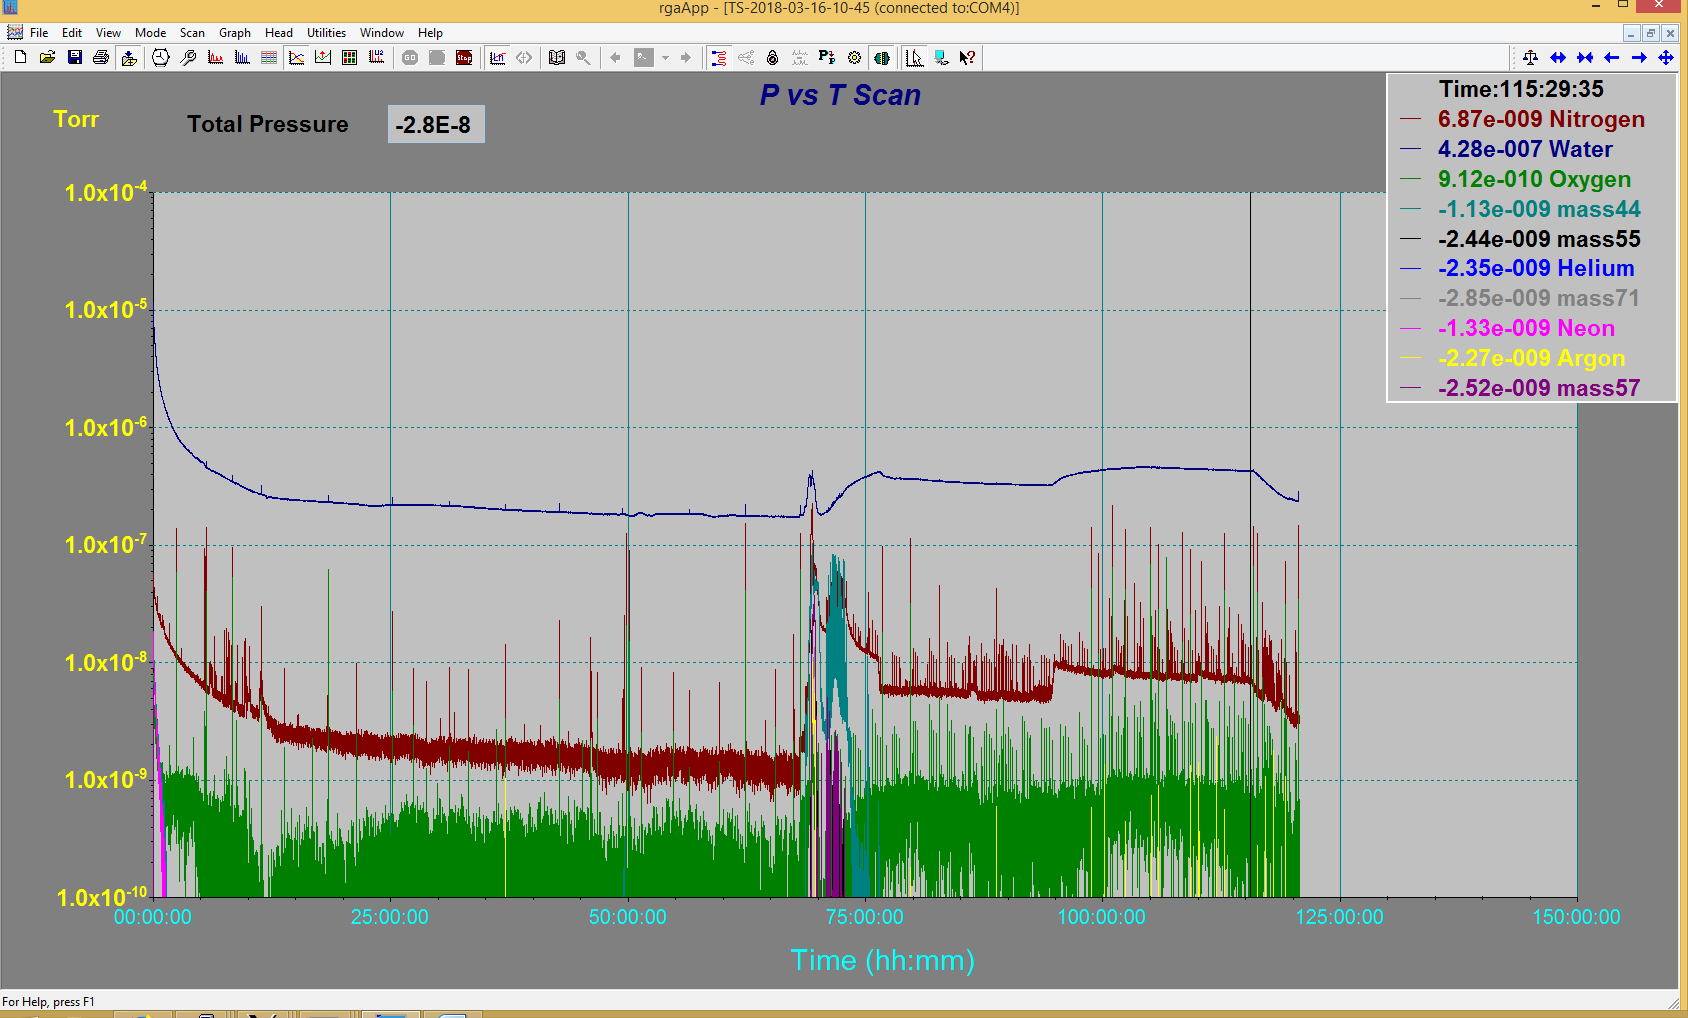 rgaApp - [TS-2018-03-16-10-45 (connected to:COM4)]
File Edit View Mode Scan Graph Head Utilities Window Help
GO Stop
P vs T Scan
Torr
Total Pressure -2.8E-8
Time:115:29:35
6.87e-009 Nitrogen
4.28e-007 Water
9.12e-010 Oxygen
-1.13e-009 mass44
-2.44e-009 mass55
-2.35e-009 Helium
-2.85e-009 mass71
-1.33e-009 Neon
-2.27e-009 Argon
-2.52e-009 mass57
1.0x10-4
1.0x10-5
1.0x10-6
1.0x10-7
1.0x10-8
1.0x10-9
1.0x10-10
00:00:00 25:00:00 50:00:00 75:00:00 100:00:00 125:00:00 150:00:00
Time (hh:mm)
For Help, press F1